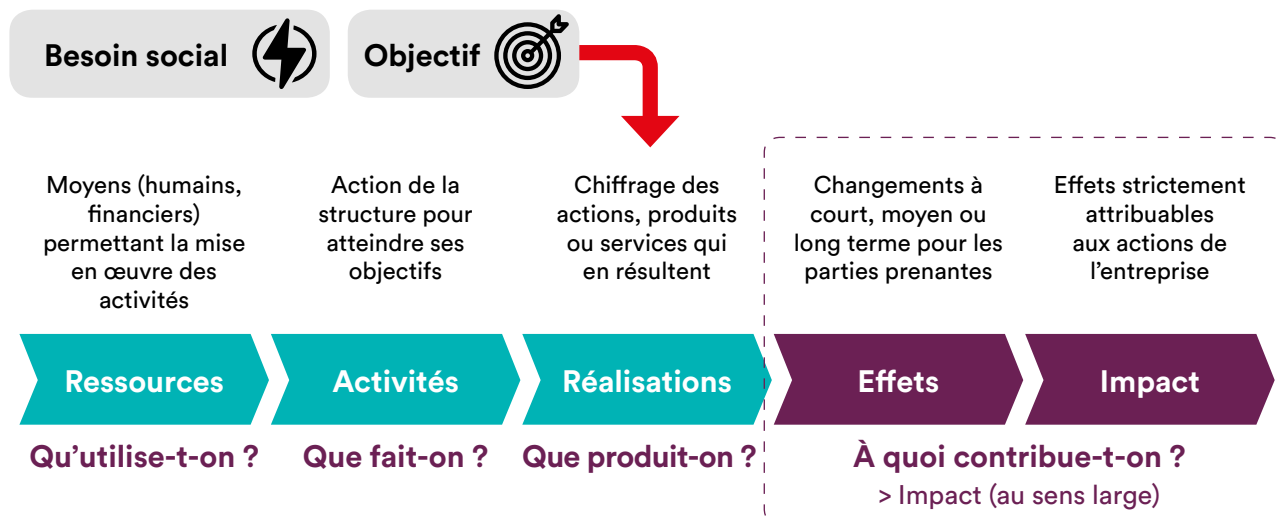 Besoin social
Objectif
Moyens (humains,
financiers)
permettant la mise
en œuvre des
activités
Action de la
structure pour
atteindre ses
objectifs
Chiffrage des
actions, produits
ou services qui
en résultent
Changements à
court, moyen ou
long terme pour les
parties prenantes
Effets strictement
attribuables
aux actions de
l’entreprise
Ressources
Activités
Réalisations
Effets
Impact
Qu’utilise-t-on ?
Que fait-on ?
Que produit-on ?
À quoi contribue-t-on ?
> Impact (au sens large)